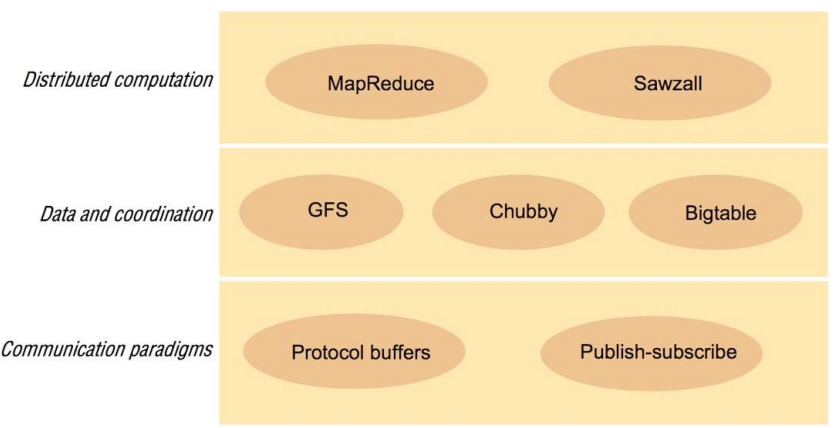 Distributed computation
MapReduce
Sawzall
Data and coordination
GFS
Chubby
Bigtable
Communication paradigms
Protocol buffers
Publish-subscribe